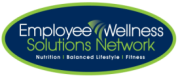 Employee Wellness
Solutions Network
Nutrition | Balanced Lifestyle | Fitness